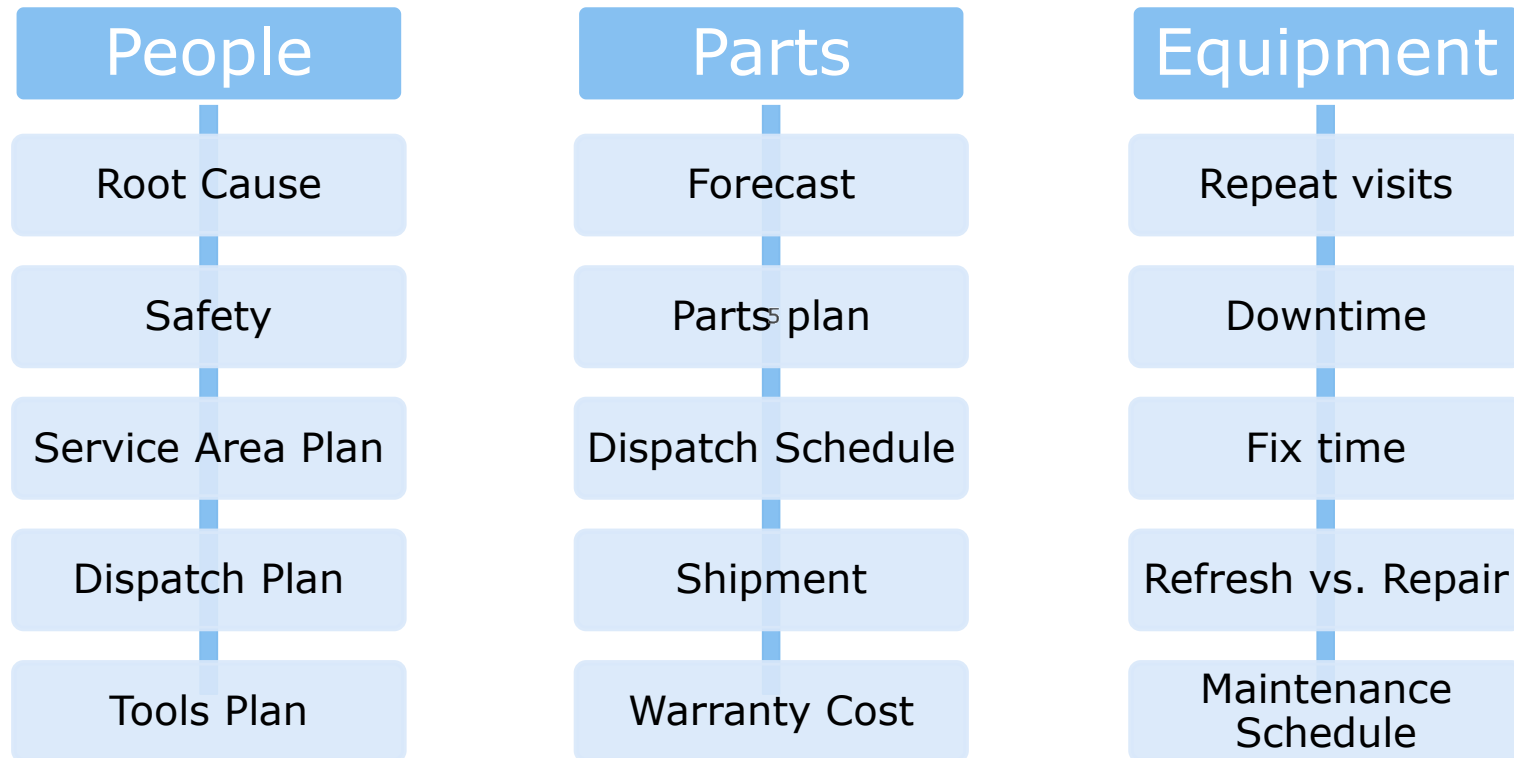 People
Root Cause
Safety
Service Area Plan
Dispatch Plan
Tools Plan
Parts
Forecast
Parts plan
5
Dispatch Schedule
Shipment
Warranty Cost
Equipment
Repeat visits
Downtime
Fix time
Refresh vs. Repair
Maintenance
Schedule